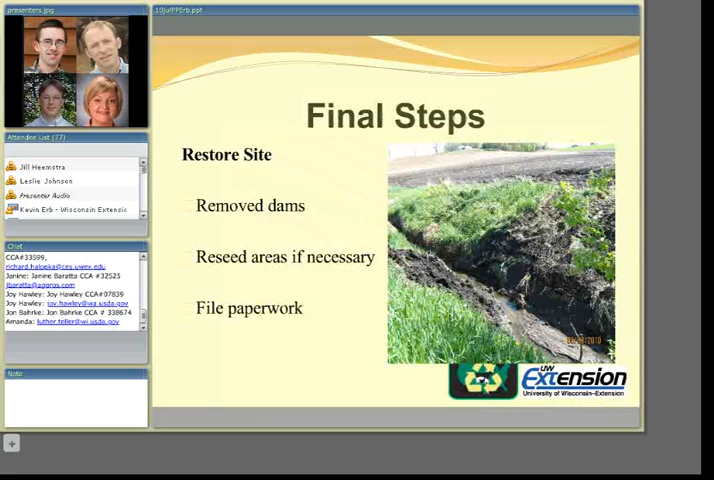 presenters.jpg
10julPPErb.ppt
Final Steps
Restore Site
Removed dams
Reseed areas if necessary
File paperwork
UW
Extension
University of Wisconsin–Extension
Attendee List (77)
Jill Heemstra
Leslie Johnson
Presenter Audio
Kevin Erb - Wisconsin Extensic
Chat
CCA#33599,
richard.halopka@ces.uwex.edu
Janine: Janine Baratta CCA #32525
jbaratta@aggros.com
Joy Hawley: Joy Hawley CCA#07839
Joy Hawley: joy.hawley@wa.usda.gov
Jon Bahrke: Jon Bahrke CCA # 338674
Amanda: luther.teller@wi.usda.gov
Note